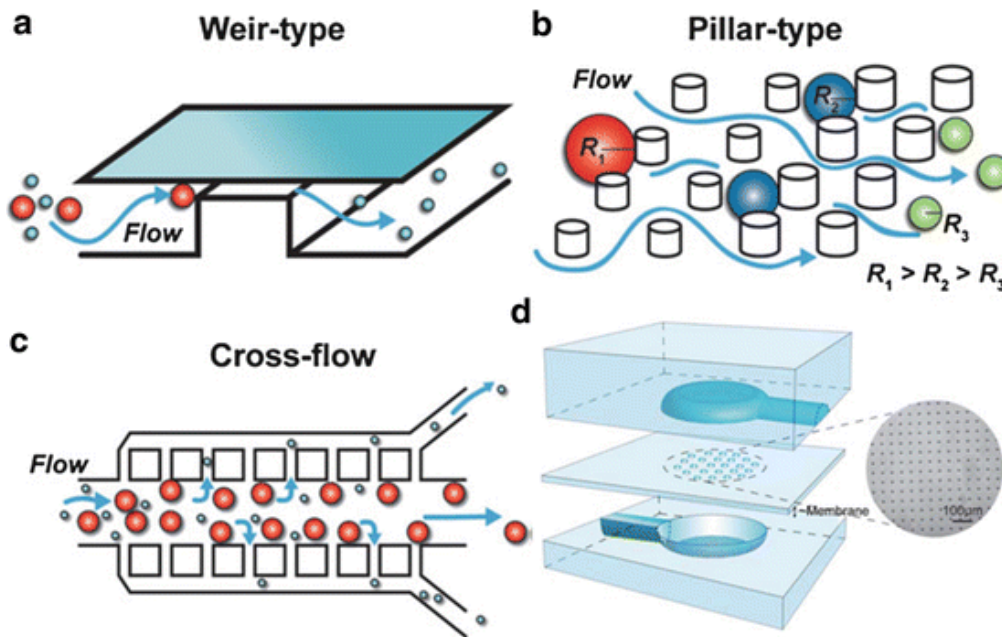 a
Weir-type
Flow
b
Pillar-type
Flow
R2
R1
R3
R1 > R2 > R3
c
Cross-flow
Flow
d
Membrane
100μm